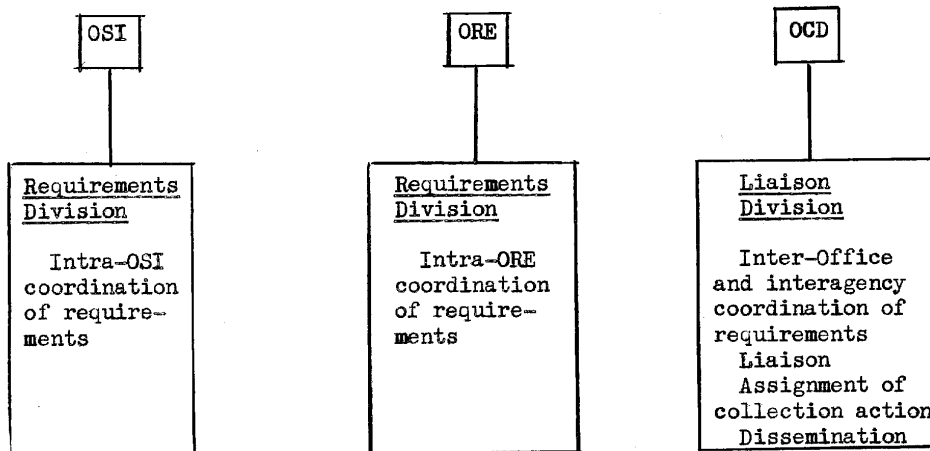 OSI
ORE
OCD
Requirements
Division
Intra-OSI
coordination
of require-
ments
Requirements
Division
Intra-ORE
coordination
of require-
ments
Liaison
Division
Inter-Office
and interagency
coordination of
requirements
Liaison
Assignment of
collection action
Dissemination